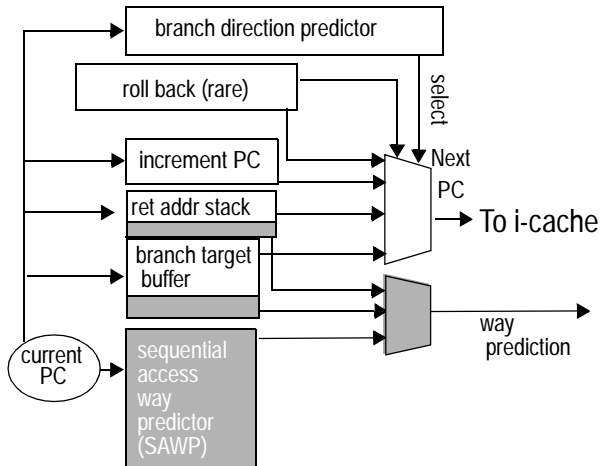 branch direction predictor
roll back (rare)
select
increment PC
Next
PC
ret addr stack
To i-cache
branch target
buffer
way
prediction
current
PC
sequential
access
way
predictor
(SAWP)